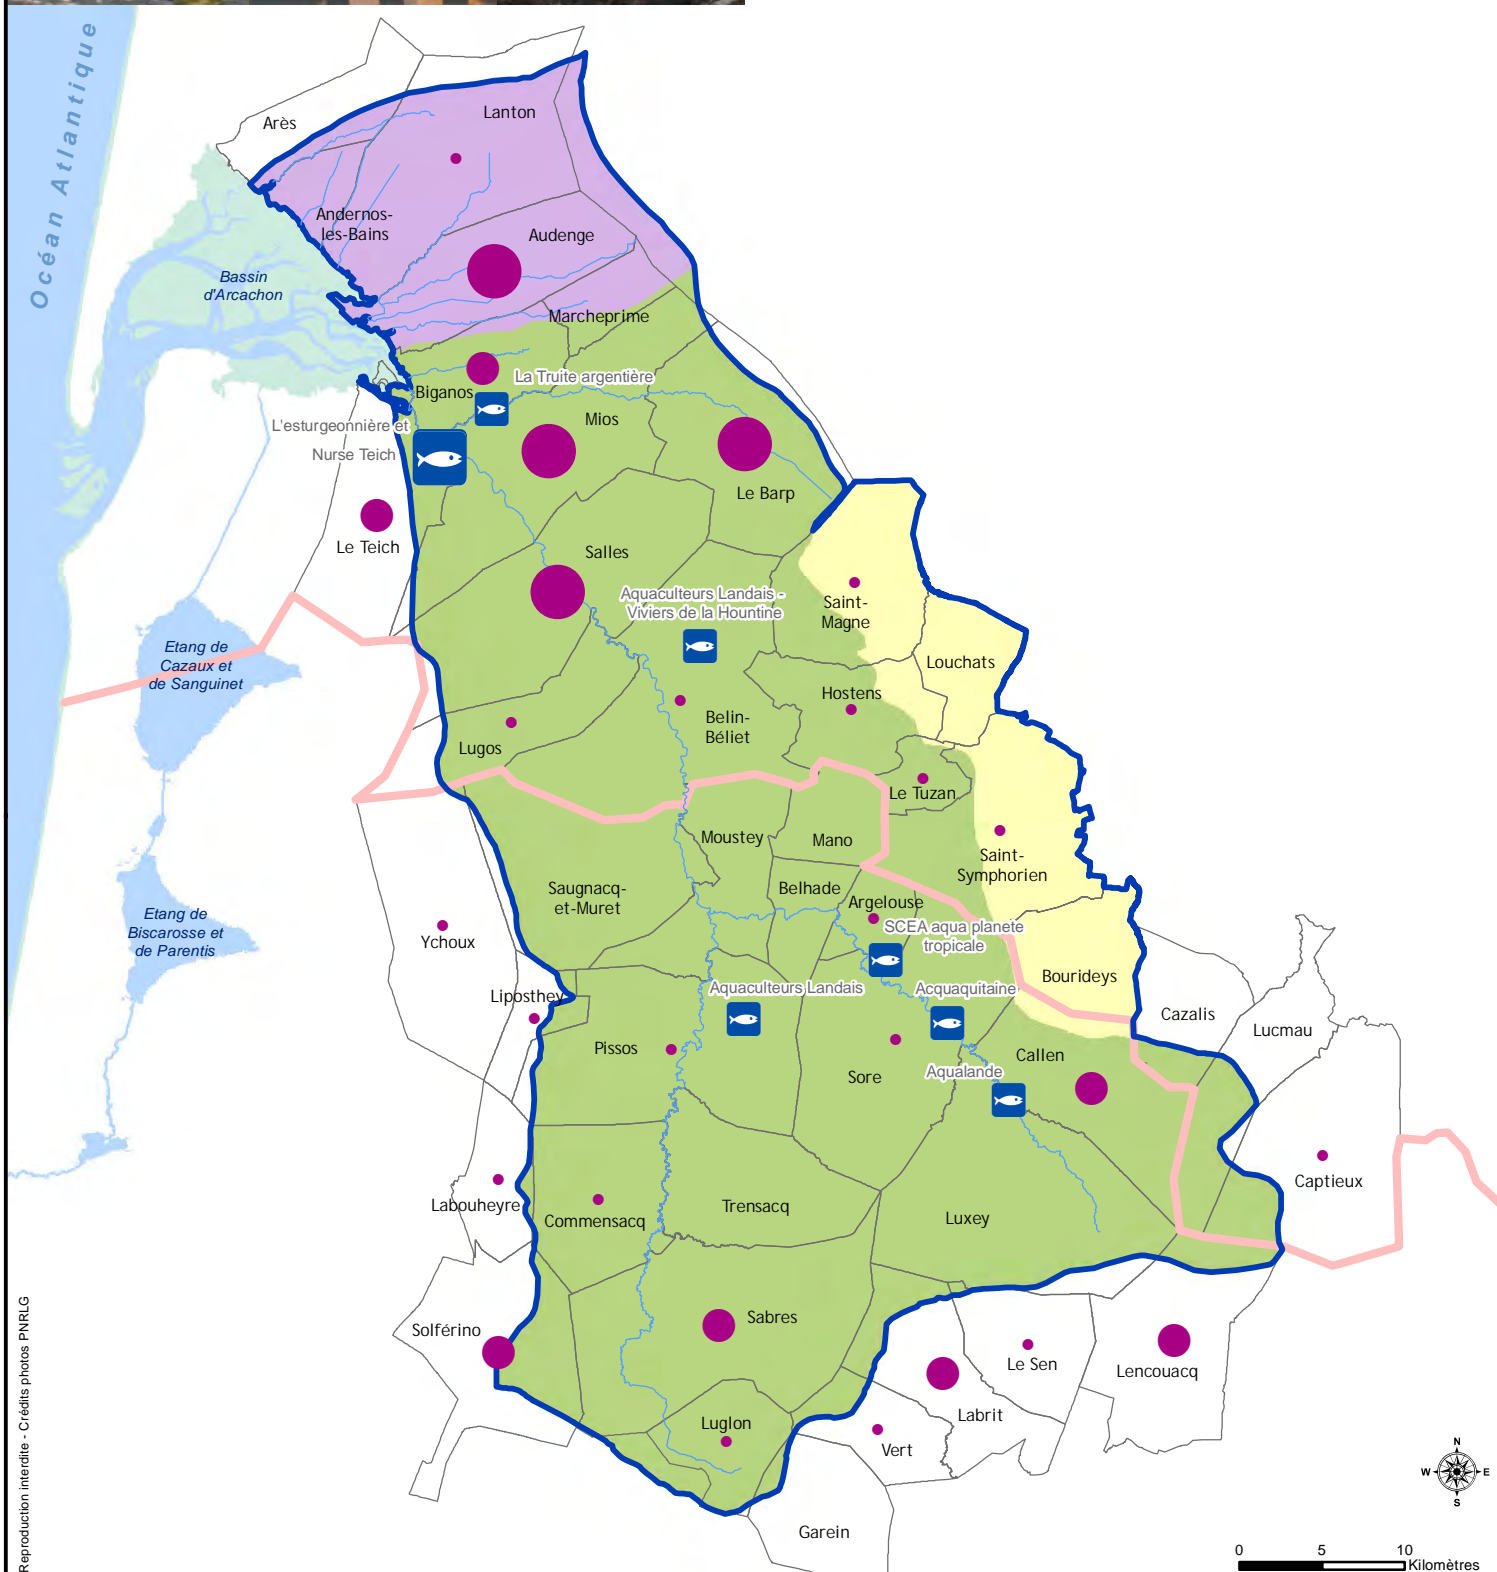 Océan Atlantique
Arès
Lanton
Andernos-
les-Bains
Audenge
Bassin
d'Arcachon
Marcheprime
La Truite argentière
Biganos
L'esturgeonnière et
Nurse Teich
Mios
Le Barp
Le Teich
Salles
Aquaculteurs Landais -
Viviers de la Hountine
Saint-
Magne
Louchats
Etang de
Cazaux et
de Sanguinet
Hostens
Belin-
Béliet
Lugos
Le Tuzan
Moustey
Mano
Saint-
Symphorien
Saugnacq-
et-Muret
Belhade
Argelouse
Etang de
Biscarosse et
de Parentis
Ychoux
SCEA aqua planete
tropicale
Bourideys
Liposthey
Aquaculteurs Landais
Acquaquitaine
Cazalis
Lucmau
Pissos
Callen
Sore
Aqualande
Captieux
Labouheyre
Commensacq
Trensacq
Luxey
Solférino
Sabres
Le Sen
Lencouacq
Labrit
Luglon
Vert
Garein
N
W
E
S
0 5 10
Kilomètres
Reproduction interdite - Crédits photos PNRLG